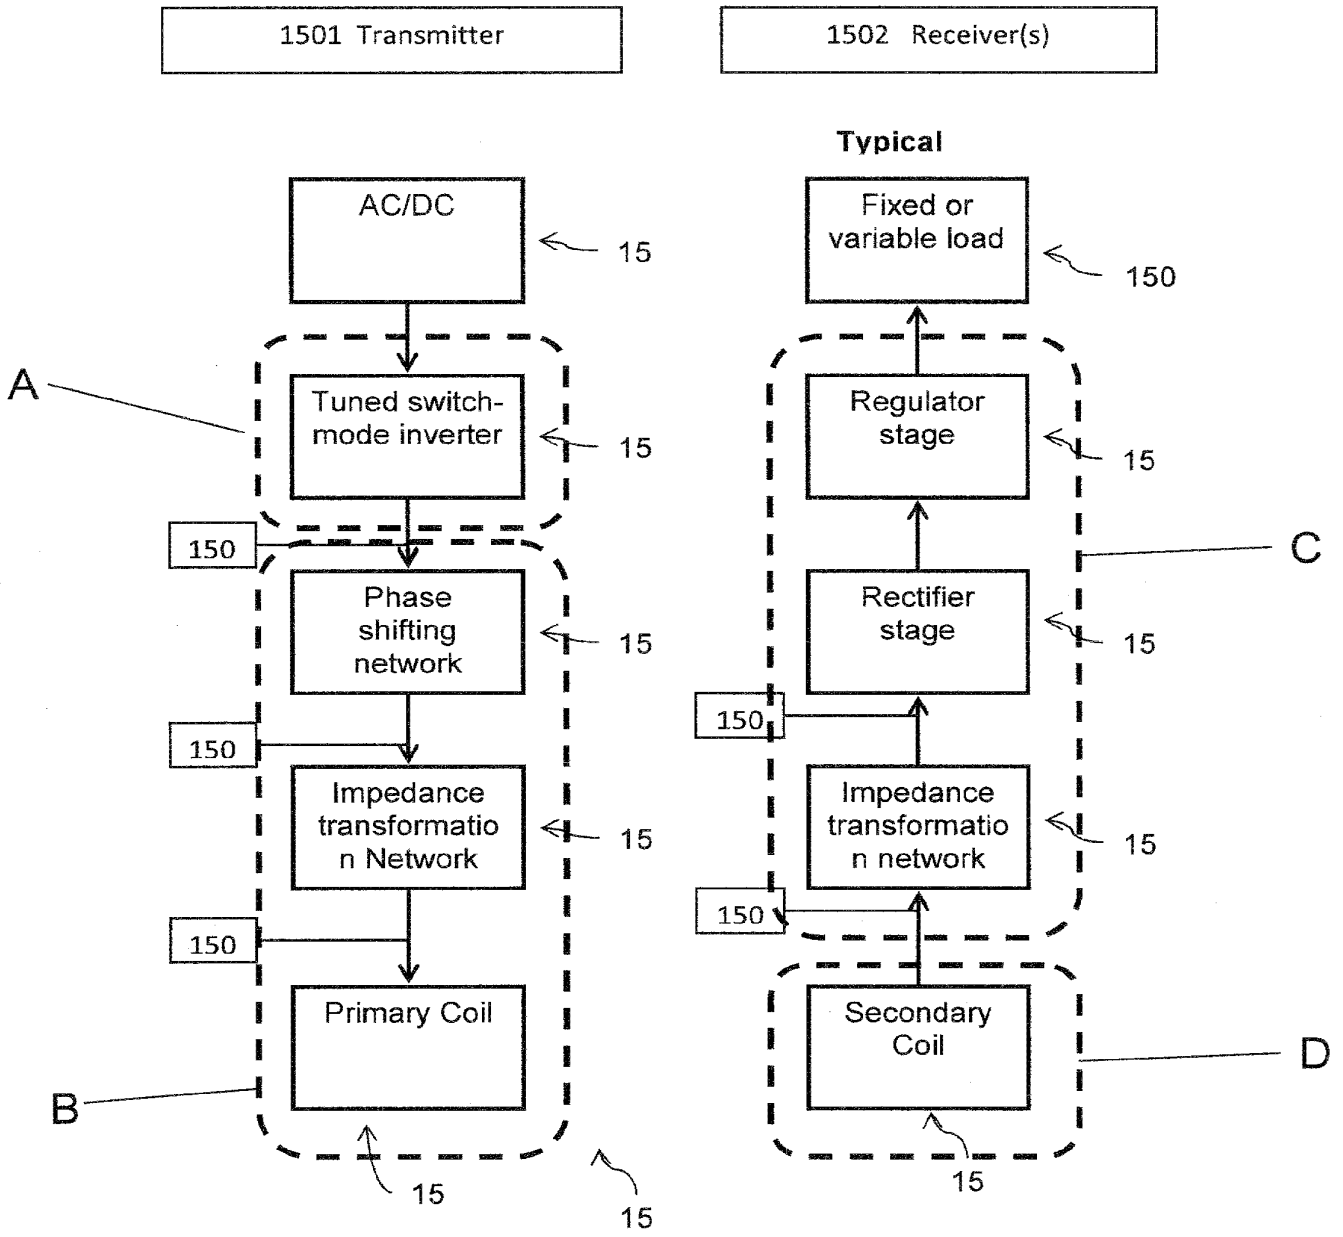 1501 Transmitter
1502 Receiver(s)
Typical
AC/DC
15
Fixed or
variable load
150
A
Tuned switch-
mode inverter
15
Regulator
stage
15
150
C
Phase
shifting
network
15
Rectifier
stage
15
150
150
Impedance
transformatio
n Network
15
Impedance
transformatio
n network
15
150
150
Primary Coil
Secondary
Coil
D
B
15
15
15